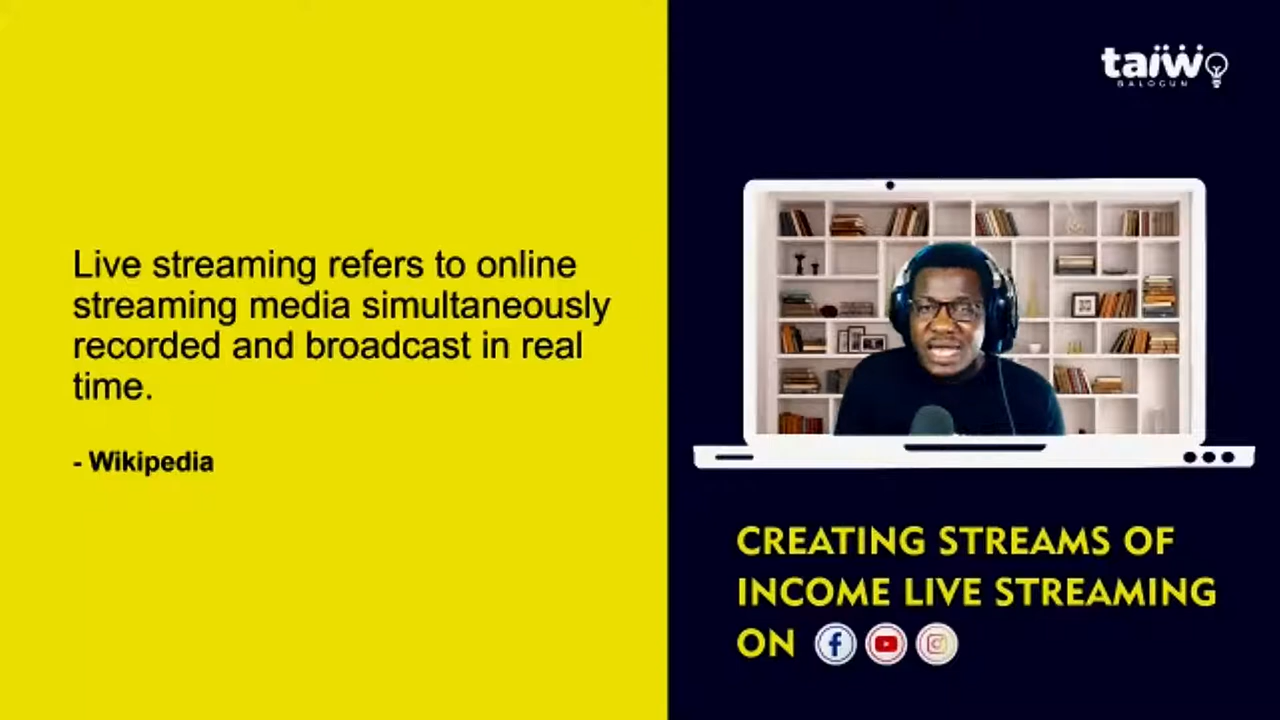 Live streaming refers to online
streaming media simultaneously
recorded and broadcast in real
time.
- Wikipedia
taiwo
BALOGUN
CREATING STREAMS OF
INCOME LIVE STREAMING
ON